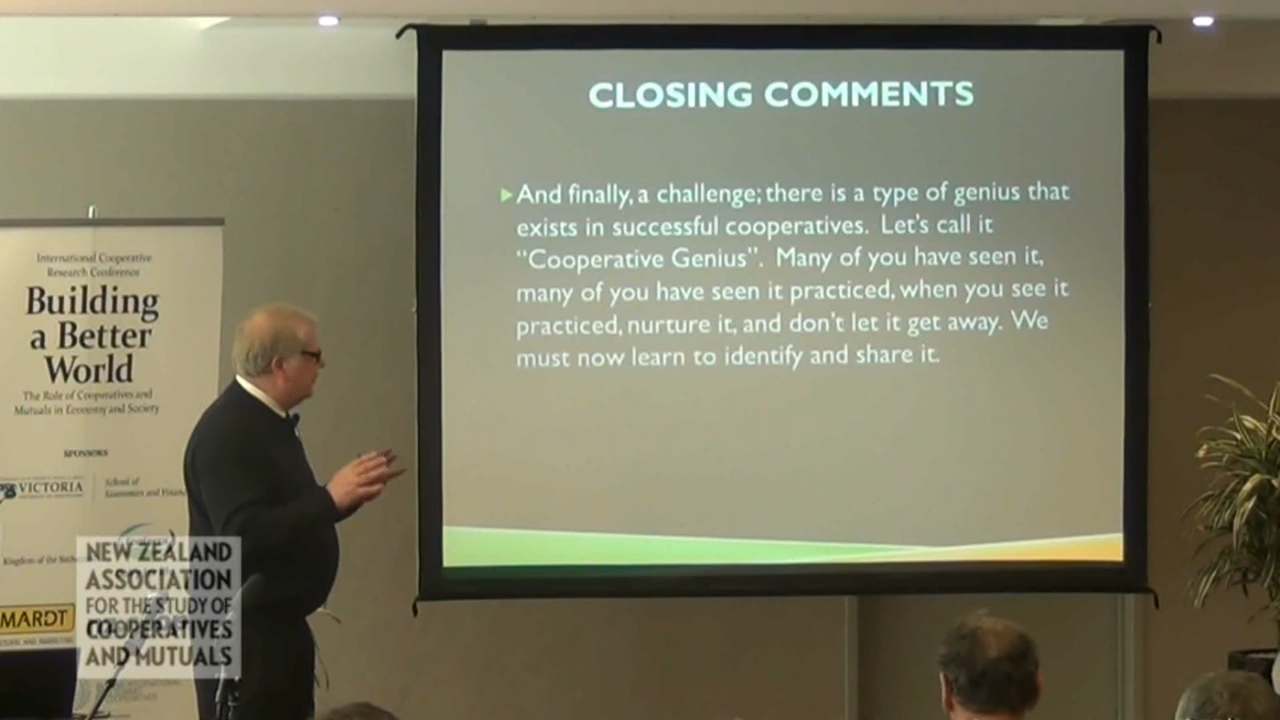 CLOSING COMMENTS
And finally, a challenge; there is a type of genius that
exists in successful cooperatives.  Let's call it
"Cooperative Genius".  Many of you have seen it,
many of you have seen it practiced, when you see it
practiced, nurture it, and don't let it get away. We
must now learn to identify and share it.
International Cooperative
Research Conference
Building
a Better
World
The Role of Cooperatives and
Mutuals in Economy and Society
SPONSORS
VICTORIA
School of
Economics and Finance
Kingdom of the
MARDT
NEW ZEALAND
ASSOCIATION
FOR THE STUDY OF
COOPERATIVES
AND MUTUALS